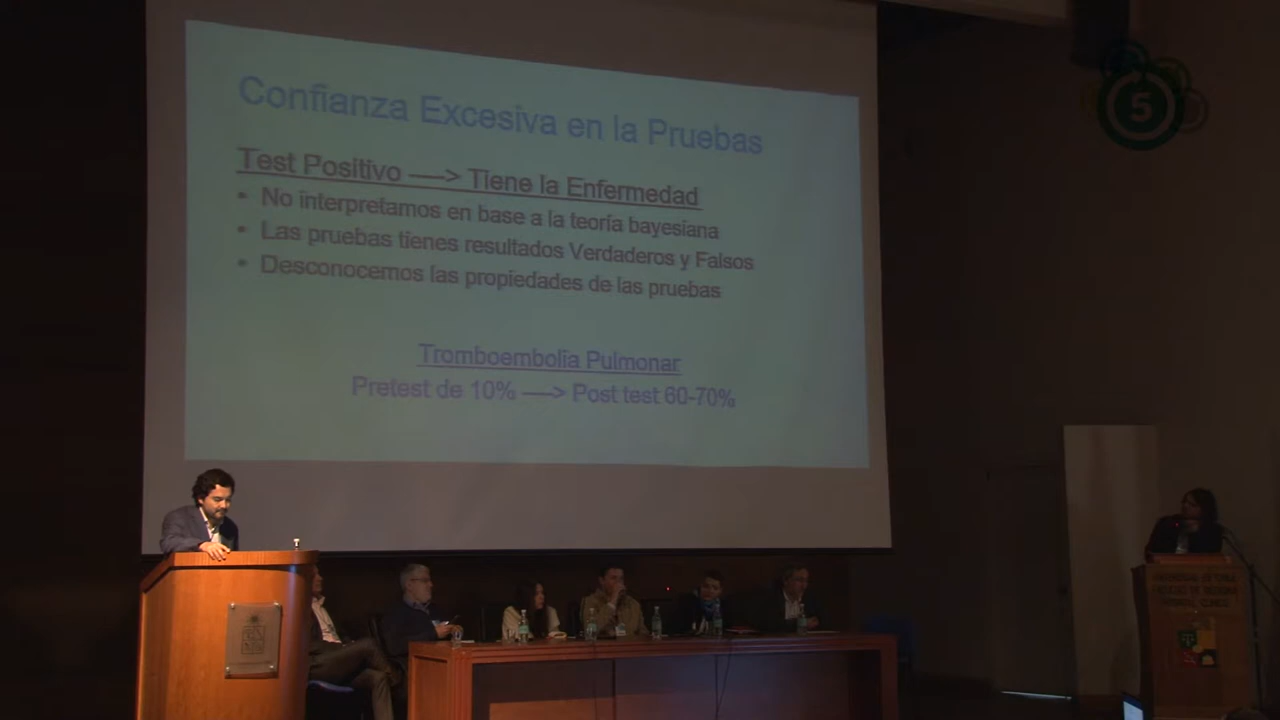 Confianza Excesiva en la Pruebas
Test Positivo —-> Tiene la Enfermedad
• No interpretamos en base a la teoría bayesiana
• Las pruebas tienes resultados Verdaderos y Falsos
• Desconocemos las propiedades de las pruebas
Tromboembolia Pulmonar
Pretest de 10% —-> Post test 60-70%
5